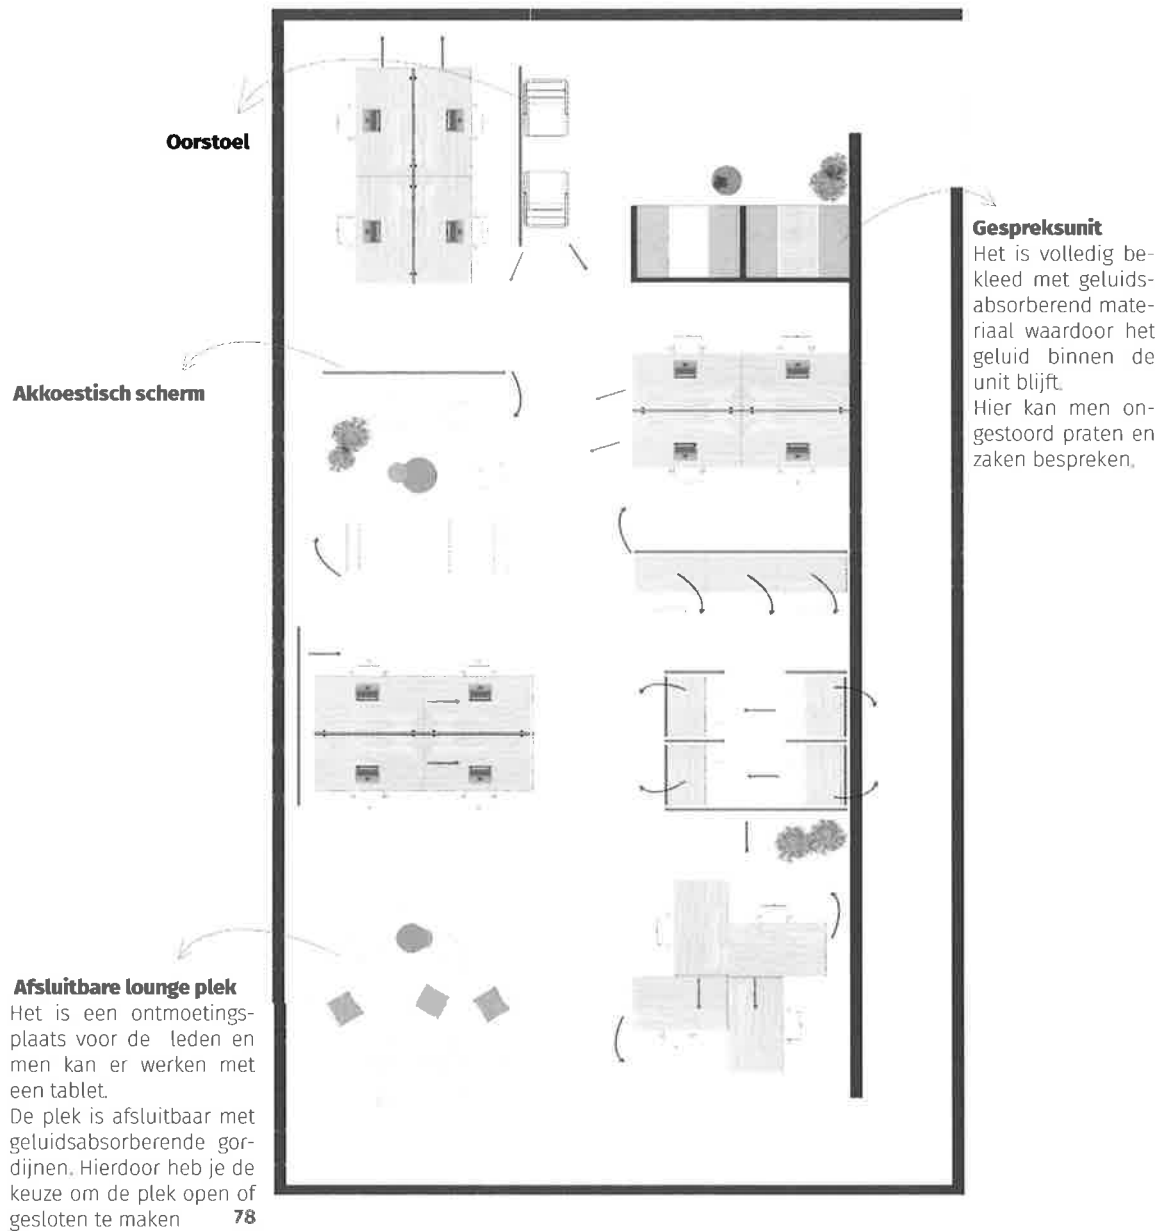 Oorstoel
Gespreksunit
Het is volledig be-
kleed met geluids-
absorberend mate-
riaal waardoor het
geluid binnen de
unit blijft.
Hier kan men on-
gestoord praten en
zaken bespreken.
Akkoestisch scherm
Afsluitbare lounge plek
Het is een ontmoetings-
plaats voor de leden en
men kan er werken met
een tablet.
De plek is afsluitbaar met
geluidsabsorberende gor-
dijnen. Hierdoor heb je de
keuze om de plek open of
gesloten te maken
78